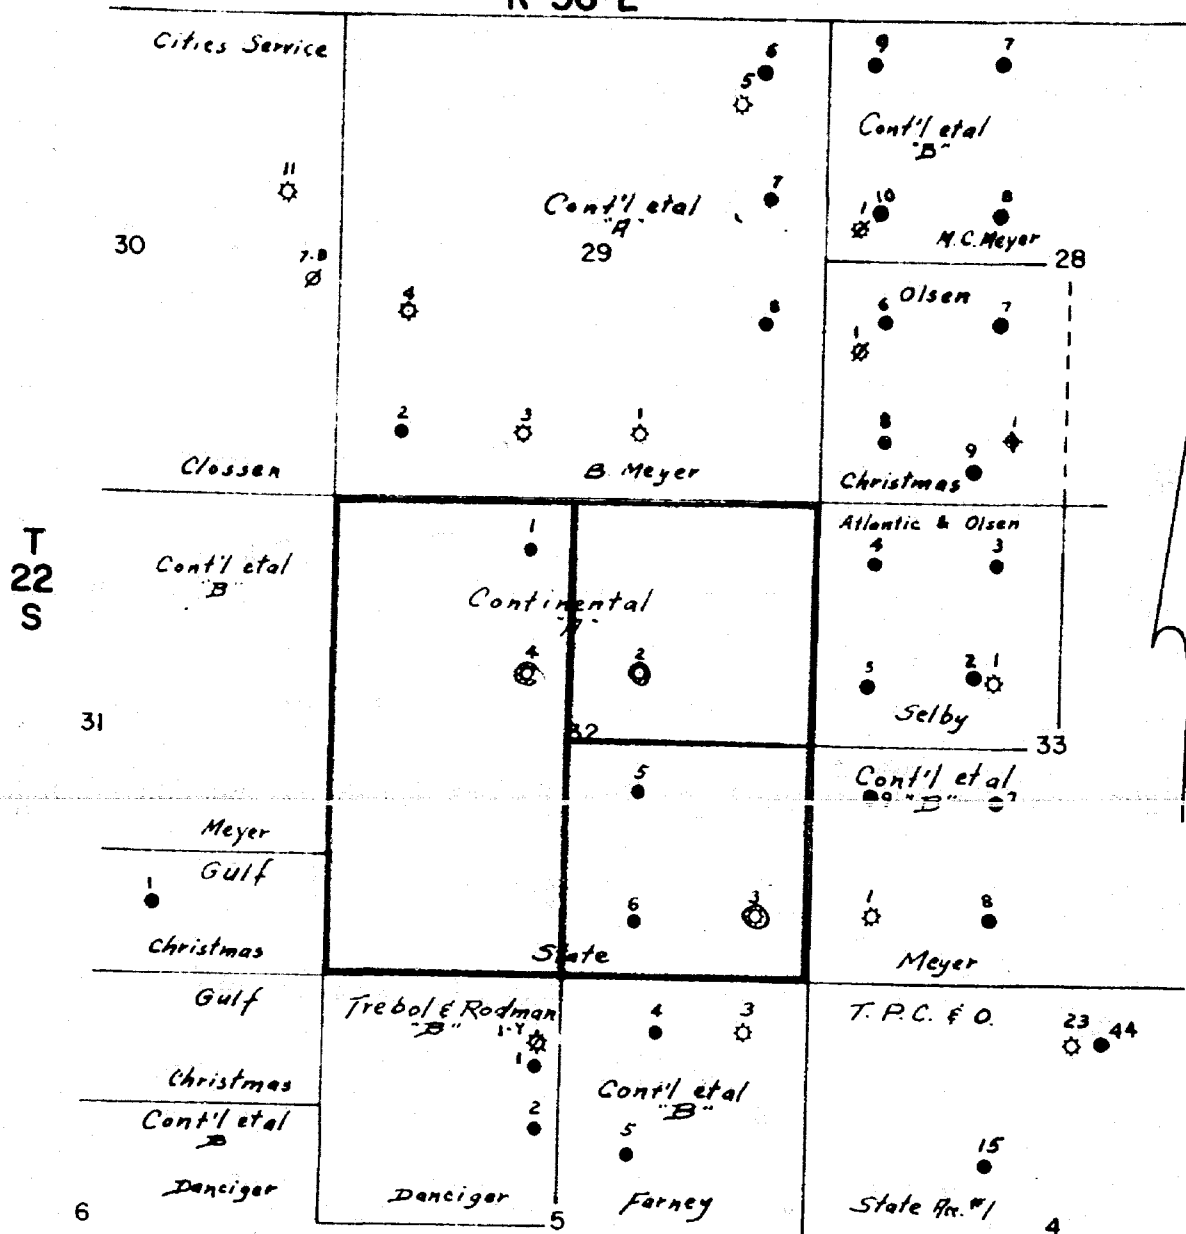 R 36 E
Cities Service
6
5
9
7
Cont'l etal
"B"
11
7
Cont'l etal
"A"
1
10
8
M.C. Meyer
30
29
28
7-B
4
8
Olsen
6
7
1
2
3
1
8
1
9
Clossen
B. Meyer
Christmas
T
22
S
Cont'l etal
"B"
1
Atlantic & Olsen
4
3
Continental
"A"
4
2
5
2
1
Selby
31
32
33
5
Cont'l etal
"B"
9
7
Meyer
Gulf
1
6
3
1
8
Christmas
State
Meyer
Gulf
Trebol & Rodman
"B"
1-Y
1
4
3
T. P. C. & O.
23
44
Christmas
Cont'l etal
B
2
Cont'l etal
"B"
5
15
Danciger
Danciger
Farney
State Acc. #1
6
5
4